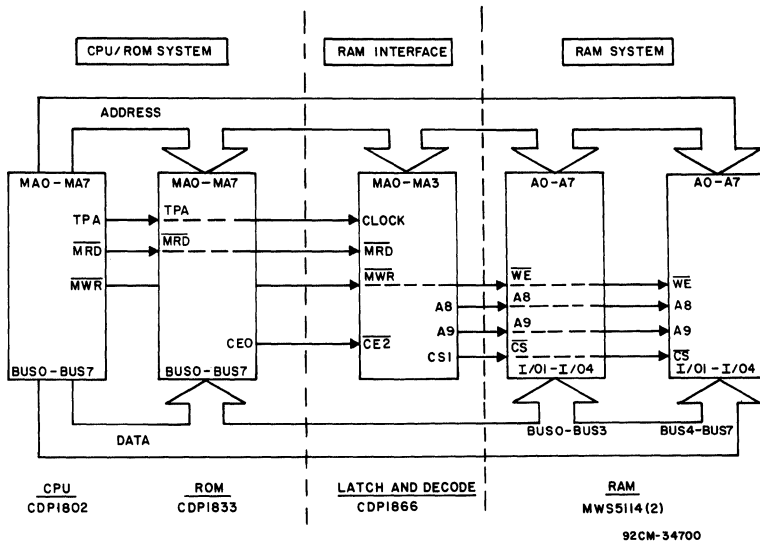 CPU/ROM SYSTEM
RAM INTERFACE
RAM SYSTEM
ADDRESS
MA0-MA7
MA0-MA7
MA0-MA3
A0-A7
A0-A7
TPA
TPA
CLOCK
MRD
MRD
MRD
MWR
MWR
WE
WE
A8
A8
A8
A9
A9
A9
CEO
CE2
CS1
CS
CS
BUS0-BUS7
BUS0-BUS7
I/O1-I/O4
I/O1-I/O4
DATA
BUS0-BUS3
BUS4-BUS7
CPU
CDP1802
ROM
CDP1833
LATCH AND DECODE
CDP1866
RAM
MWS5114(2)
92CM-34700